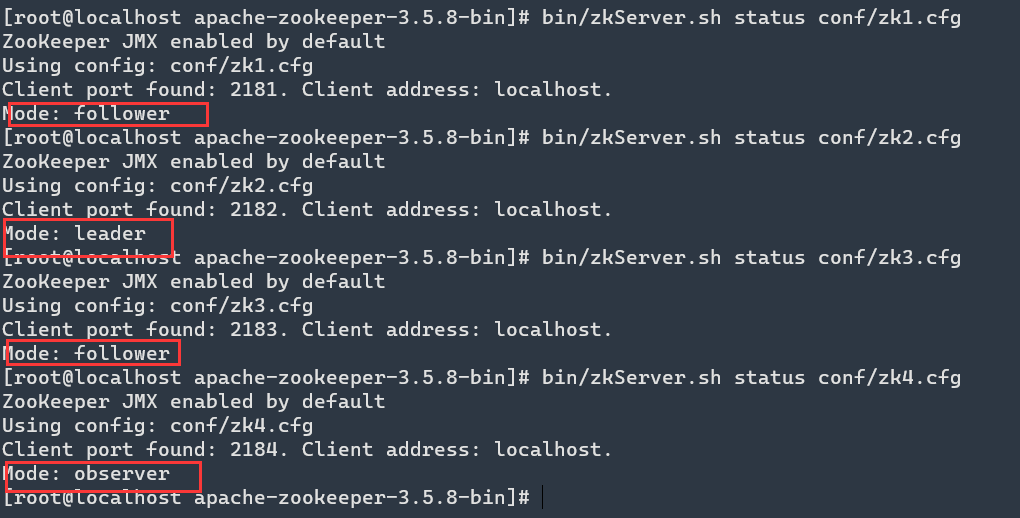 [root@localhost apache-zookeeper-3.5.8-bin]# bin/zkServer.sh status conf/zk1.cfg
ZooKeeper JMX enabled by default
Using config: conf/zk1.cfg
Client port found: 2181. Client address: localhost.
Mode: follower
[root@localhost apache-zookeeper-3.5.8-bin]# bin/zkServer.sh status conf/zk2.cfg
ZooKeeper JMX enabled by default
Using config: conf/zk2.cfg
Client port found: 2182. Client address: localhost.
Mode: leader
[root@localhost apache-zookeeper-3.5.8-bin]# bin/zkServer.sh status conf/zk3.cfg
ZooKeeper JMX enabled by default
Using config: conf/zk3.cfg
Client port found: 2183. Client address: localhost.
Mode: follower
[root@localhost apache-zookeeper-3.5.8-bin]# bin/zkServer.sh status conf/zk4.cfg
ZooKeeper JMX enabled by default
Using config: conf/zk4.cfg
Client port found: 2184. Client address: localhost.
Mode: observer
[root@localhost apache-zookeeper-3.5.8-bin]#